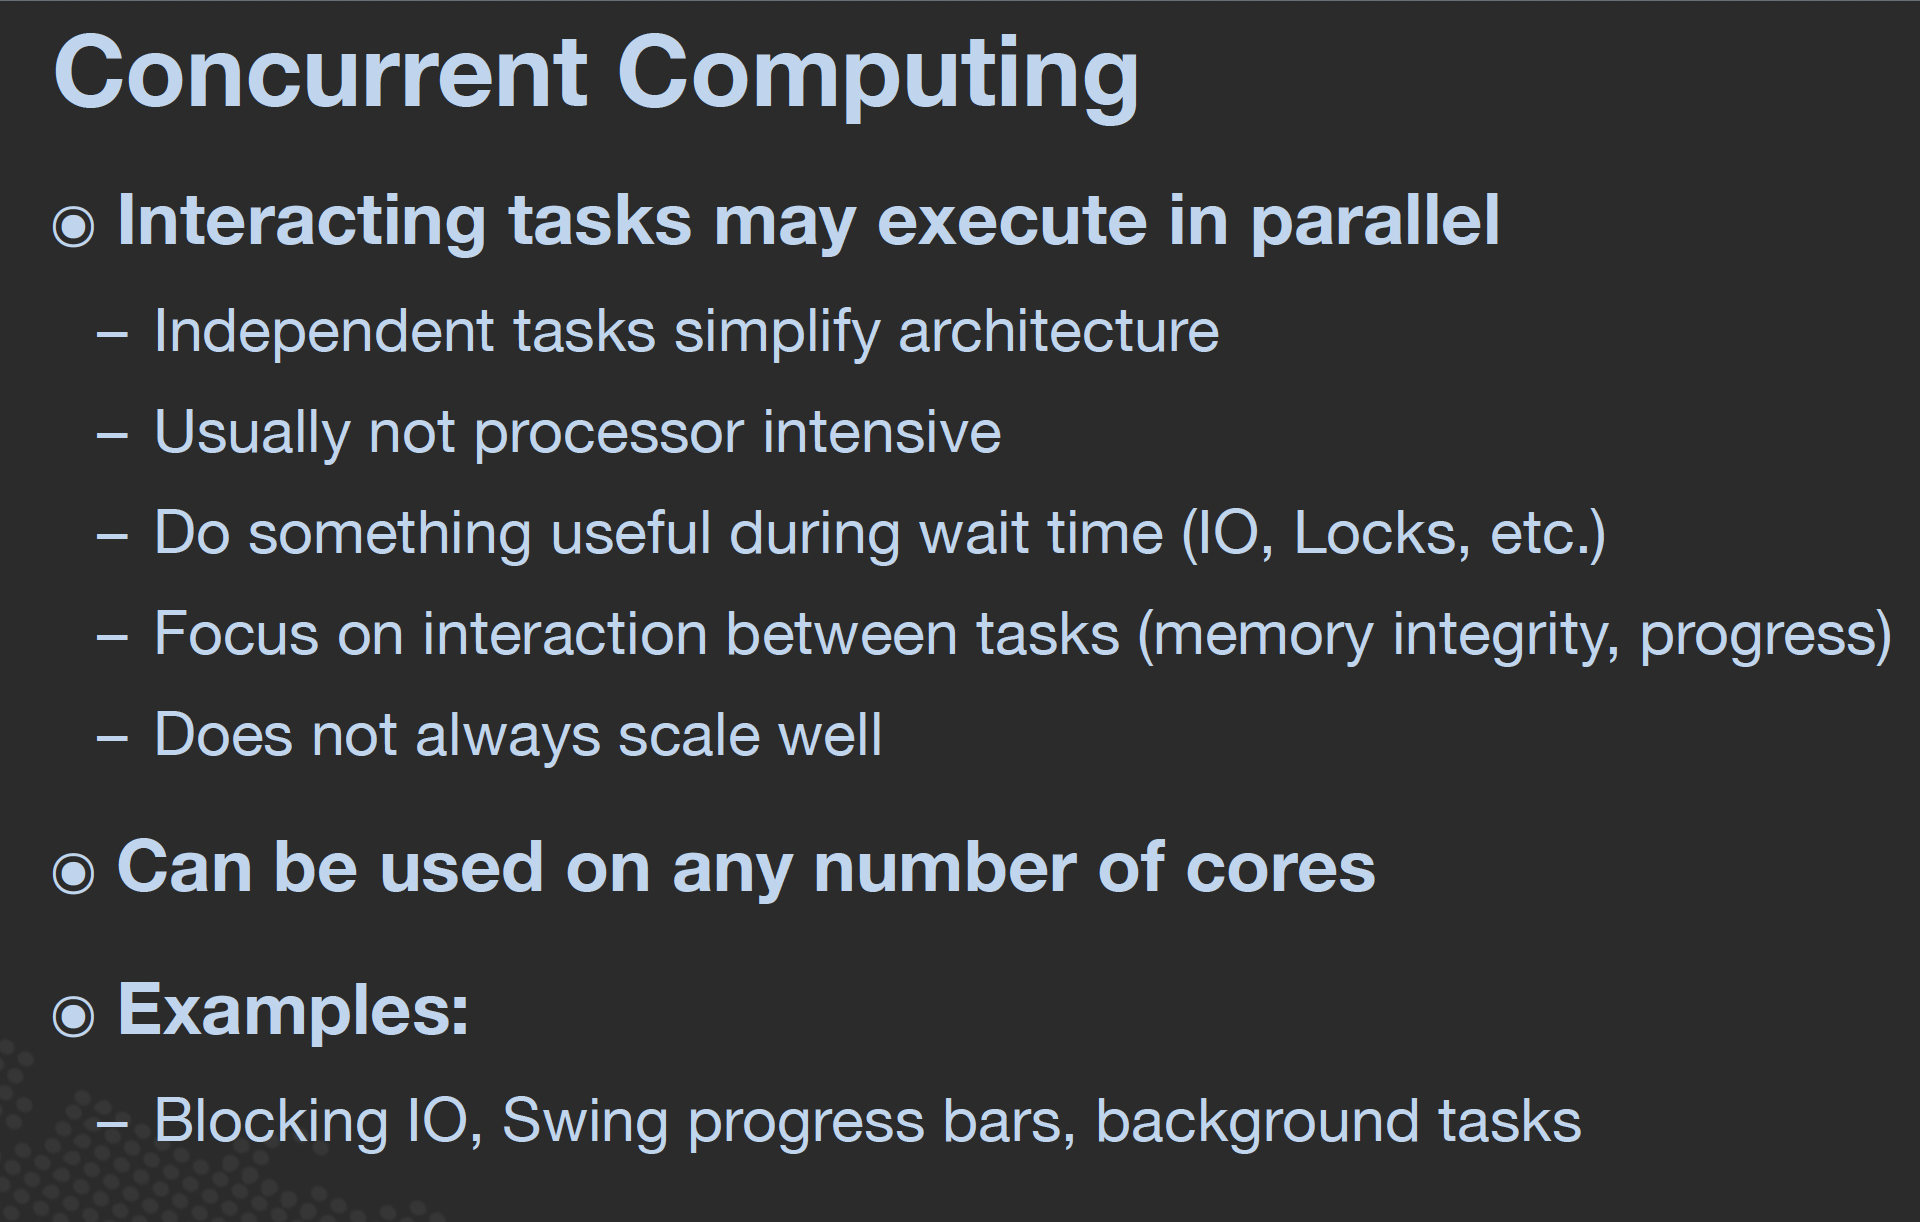 Concurrent Computing
Interacting tasks may execute in parallel
– Independent tasks simplify architecture
– Usually not processor intensive
– Do something useful during wait time (IO, Locks, etc.)
– Focus on interaction between tasks (memory integrity, progress)
– Does not always scale well
Can be used on any number of cores
Examples:
– Blocking IO, Swing progress bars, background tasks